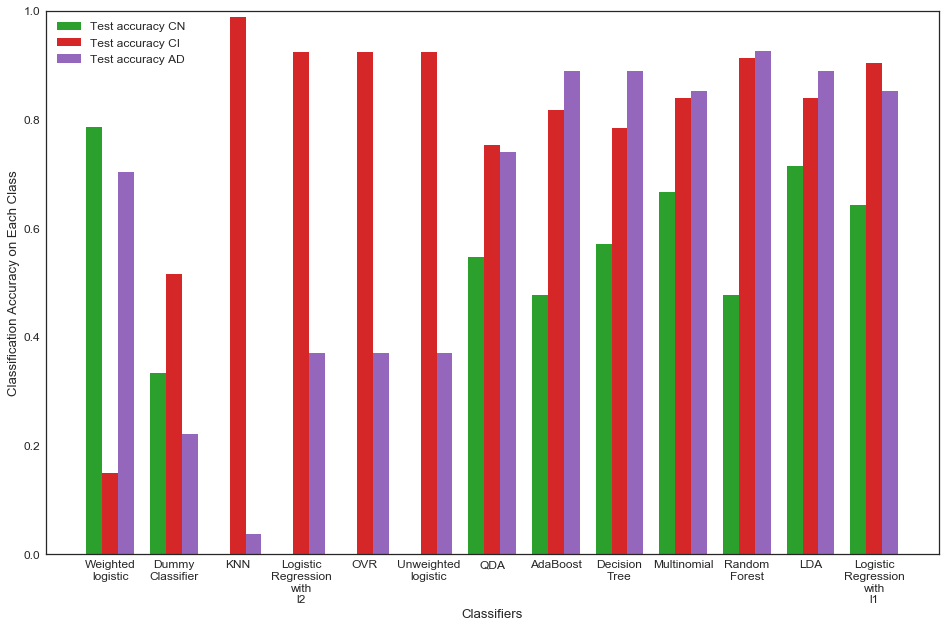 Test accuracy CN
Test accuracy CI
Test accuracy AD
Classification Accuracy on Each Class
1.0
0.8
0.6
0.4
0.2
0.0
Weighted
logistic
Dummy
Classifier
KNN
Logistic
Regression
with
l2
OVR
Unweighted
logistic
QDA
AdaBoost
Decision
Tree
Multinomial
Random
Forest
LDA
Logistic
Regression
with
l1
Classifiers